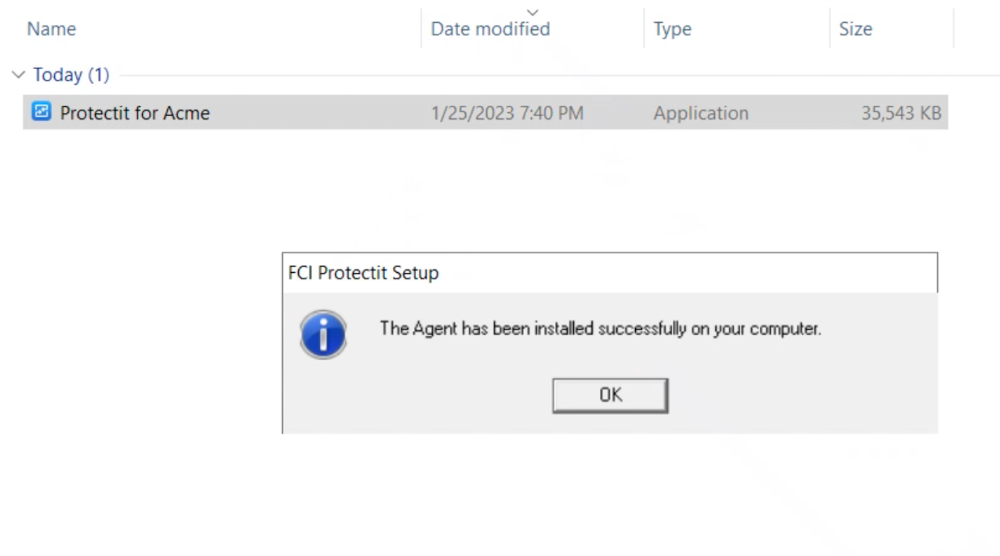 Name Date modified Type Size
Today (1)
Protectit for Acme 1/25/2023 7:40 PM Application 35,543 KB
FCI Protectit Setup
The Agent has been installed successfully on your computer.
OK